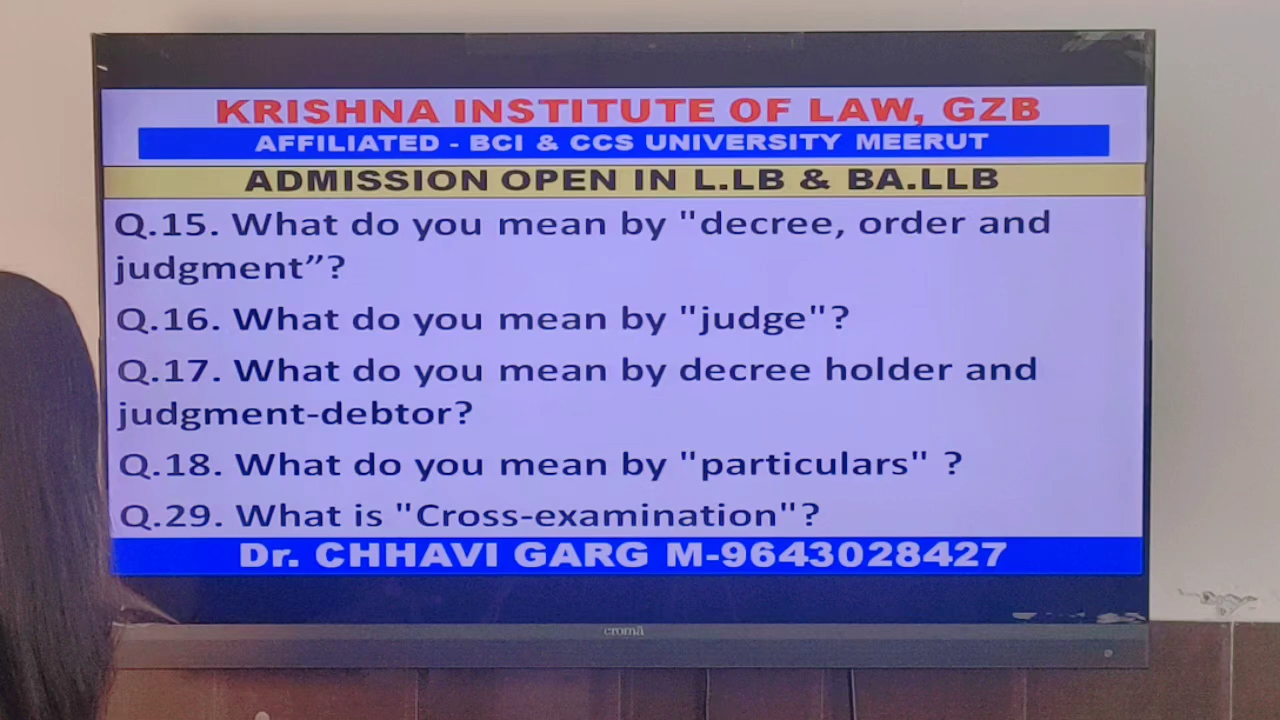 KRISHNA INSTITUTE OF LAW, GZB
AFFILIATED - BCI & CCS UNIVERSITY MEERUT
ADMISSION OPEN IN L.LB & BA.LLB
Q.15. What do you mean by "decree, order and
judgment”?
Q.16. What do you mean by "judge"?
Q.17. What do you mean by decree holder and
judgment-debtor?
Q.18. What do you mean by "particulars" ?
Q.29. What is "Cross-examination"?
Dr. CHHAVI GARG M-9643028427
cromā